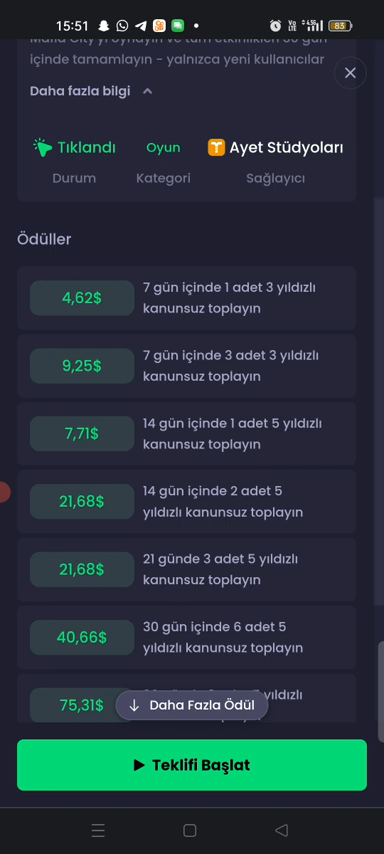 15:51
4.5G
83
Mafia City'yi oynayın ve tüm etkinlikleri 30 gün
içinde tamamlayın - yalnızca yeni kullanıcılar
Daha fazla bilgi
Tıklandı
Oyun
Ayet Stüdyoları
Durum
Kategori
Sağlayıcı
Ödüller
4,62$
7 gün içinde 1 adet 3 yıldızlı
kanunsuz toplayın
9,25$
7 gün içinde 3 adet 3 yıldızlı
kanunsuz toplayın
7,71$
14 gün içinde 1 adet 5 yıldızlı
kanunsuz toplayın
21,68$
14 gün içinde 2 adet 5
yıldızlı kanunsuz toplayın
21,68$
21 günde 3 adet 5 yıldızlı
kanunsuz toplayın
40,66$
30 gün içinde 6 adet 5
yıldızlı kanunsuz toplayın
75,31$
yıldızlı
Daha Fazla Ödül
Teklifi Başlat